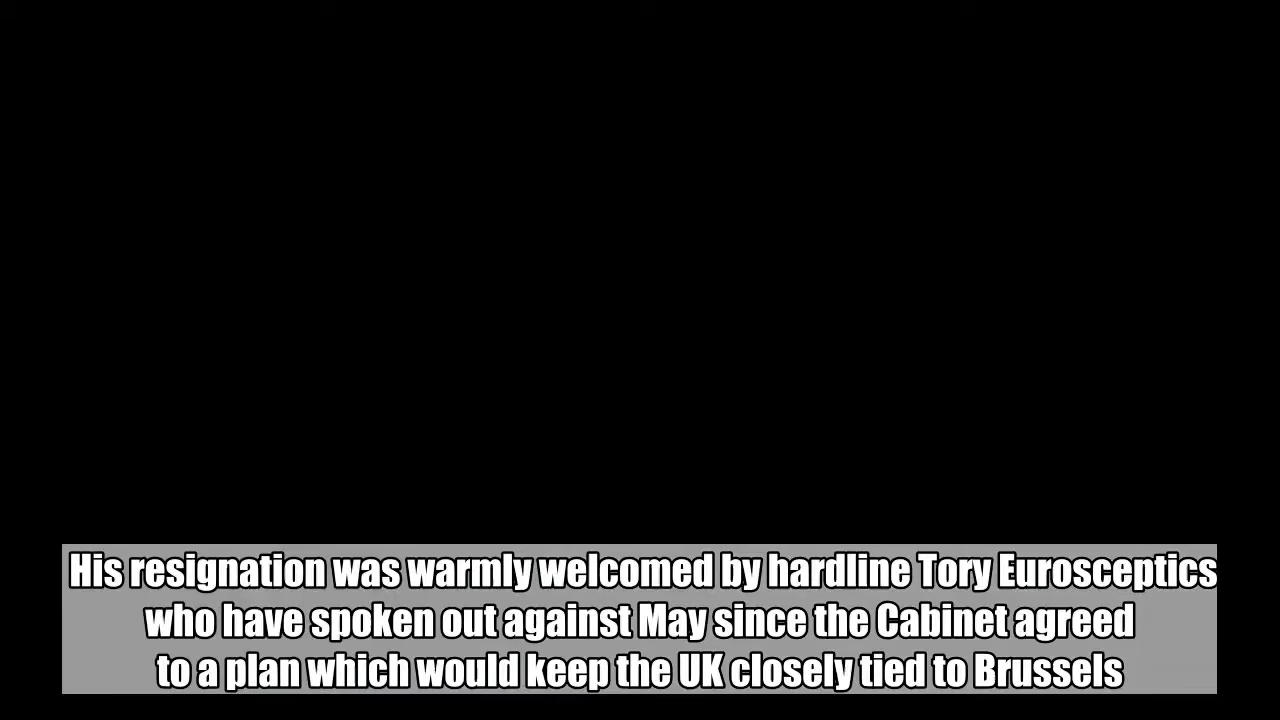 His resignation was warmly welcomed by hardline Tory Eurosceptics
who have spoken out against May since the Cabinet agreed
to a plan which would keep the UK closely tied to Brussels